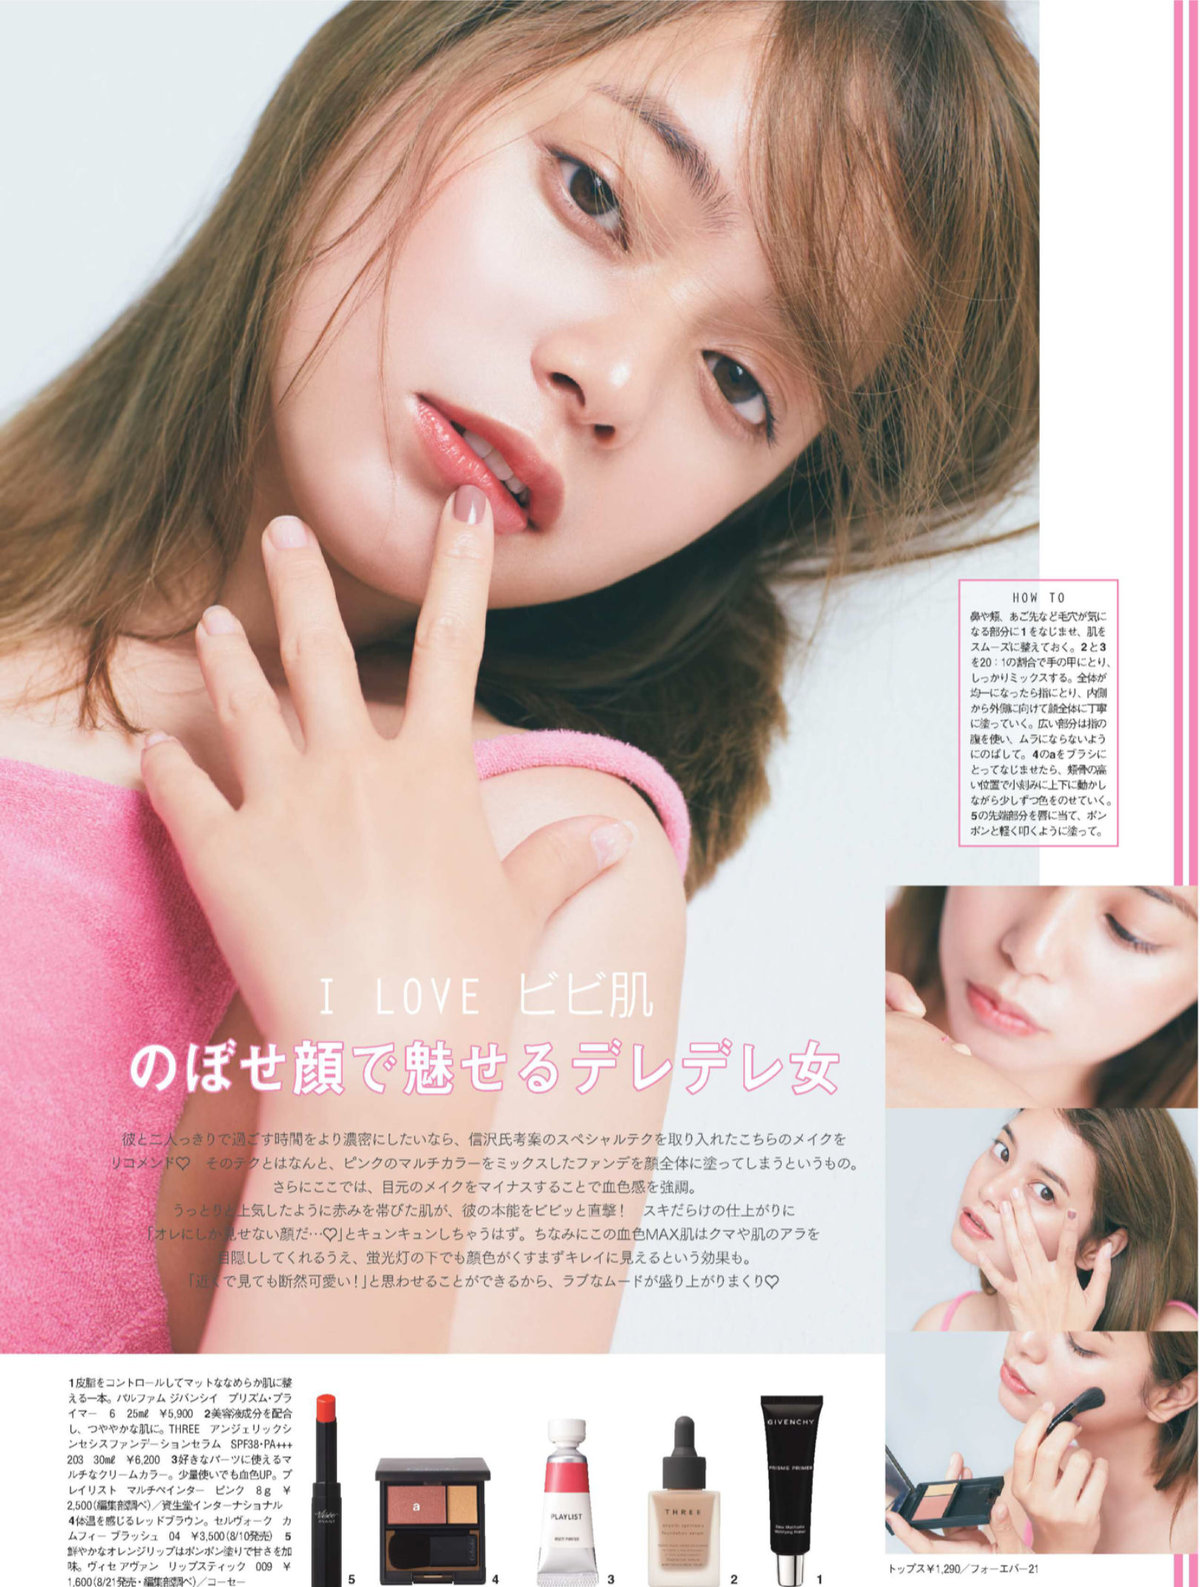 HOW TO
鼻や頬、あご先など毛穴が気に
なる部分に1をなじませ、肌を
スムーズに整えておく。2と3
を20：1の割合で手の甲にとり、
しっかりミックスする。全体が
均一になったら指にとり、内側
から外側に向けて顔全体に丁寧
に塗っていく。広い部分は指の
腹を使い、ムラにならないよう
にのばして。4のaをブラシに
とってなじませたら、頬骨の高
い位置で小刻みに上下に動かし
ながら少しずつ色をのせていく。
5の先端部分を唇に当て、ポン
ポンと軽く叩くように塗って。
I LOVE ビビ肌
のぼせ顔で魅せるデレデレ女
彼と二人っきりで過ごす時間をより濃密にしたいなら、信沢氏考案のスペシャルテクを取り入れたこちらのメイクを
リコメンド♡　そのテクとはなんと、ピンクのマルチカラーをミックスしたファンデを顔全体に塗ってしまうというもの。
さらにここでは、目元のメイクをマイナスすることで血色感を強調。
うっとりと上気したように赤みを帯びた肌が、彼の本能をビビッと直撃！　スキだらけの仕上がりに
「オレにしか見せない顔だ…♡」とキュンキュンしちゃうはず。ちなみにこの血色MAX肌はクマや肌のアラを
目隠ししてくれるうえ、蛍光灯の下でも顔色がくすまずキレイに見えるという効果も。
「近くで見ても断然可愛い！」と思わせることができるから、ラブなムードが盛り上がりまくり♡
1皮脂をコントロールしてマットななめらか肌に整
える一本。パルファム ジバンシイ　プリズム・プラ
イマー　6　25㎖　¥5,900　2美容液成分を配合
し、つややかな肌に。THREE　アンジェリックシ
ンセシスファンデーションセラム　SPF38・PA+++
203　30㎖　¥6,200　3好きなパーツに使えるマ
ルチなクリームカラー。少量使いでも血色UP。プ
レイリスト　マルチペインター　ピンク　8g　¥
2,500（編集部調べ）／資生堂インターナショナル
4体温を感じるレッドブラウン。セルヴォーク　カ
ムフィー ブラッシュ　04　¥3,500（8/10発売）　5
鮮やかなオレンジリップはポンポン塗りで甘さを加
味。ヴィセ アヴァン　リップスティック　009　¥
1,600（8/21発売・編集部調べ）／コーセー
Visée
5
a
4
PLAYLIST
3
THREE
2
GIVENCHY
PRISME PRIMER
1
トップス¥1,290／フォーエバー21